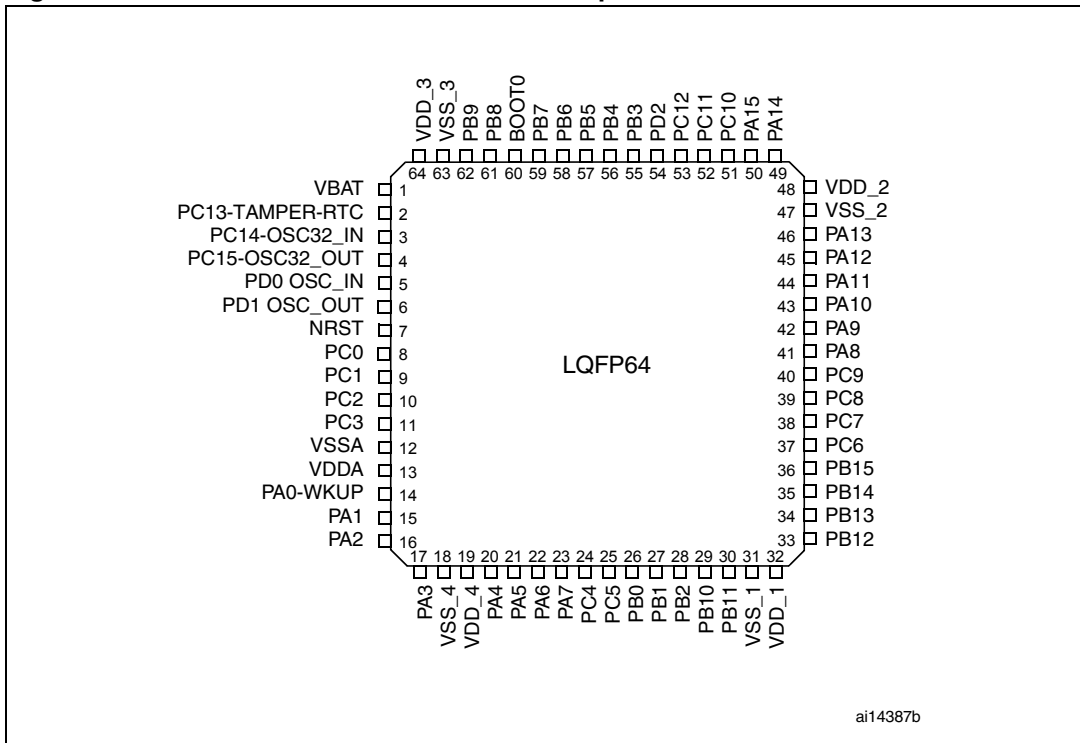 VDD_3
VSS_3
PB9
PB8
BOOT0
PB7
PB6
PB5
PB4
PB3
PD2
PC12
PC11
PC10
PA15
PA14
64 63 62 61 60 59 58 57 56 55 54 53 52 51 50 49
VBAT 1
PC13-TAMPER-RTC 2
PC14-OSC32_IN 3
PC15-OSC32_OUT 4
PD0 OSC_IN 5
PD1 OSC_OUT 6
NRST 7
PC0 8
PC1 9
PC2 10
PC3 11
VSSA 12
VDDA 13
PA0-WKUP 14
PA1 15
PA2 16
LQFP64
48 VDD_2
47 VSS_2
46 PA13
45 PA12
44 PA11
43 PA10
42 PA9
41 PA8
40 PC9
39 PC8
38 PC7
37 PC6
36 PB15
35 PB14
34 PB13
33 PB12
17 18 19 20 21 22 23 24 25 26 27 28 29 30 31 32
PA3
VSS_4
VDD_4
PA4
PA5
PA6
PA7
PC4
PC5
PB0
PB1
PB2
PB10
PB11
VSS_1
VDD_1
ai14387b